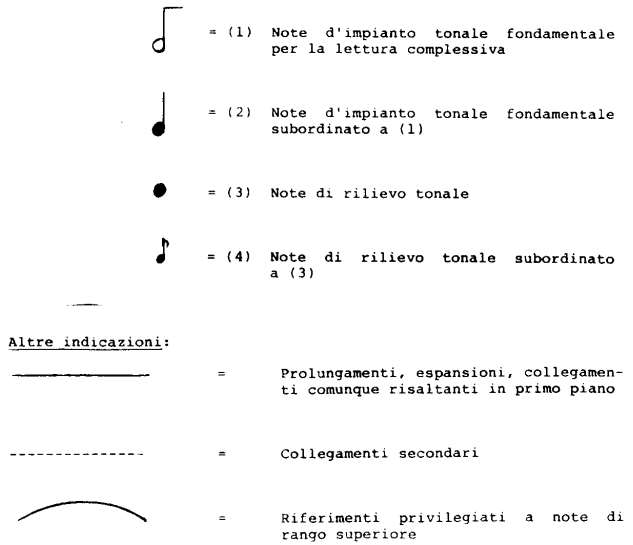 = (1) Note d'impianto tonale fondamentale
per la lettura complessiva
= (2) Note d'impianto tonale fondamentale
subordinato a (1)
= (3) Note di rilievo tonale
= (4) Note di rilievo tonale subordinato
a (3)
Altre indicazioni:
= Prolungamenti, espansioni, collegamen-
ti comunque risaltanti in primo piano
= Collegamenti secondari
= Riferimenti privilegiati a note di
rango superiore